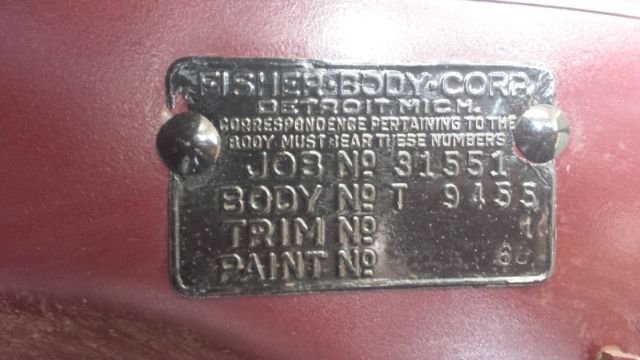 FISHER·BODY·CORP.
DETROIT, MICH.
CORRESPONDENCE PERTAINING TO THE
BODY MUST BEAR THESE NUMBERS
JOB Nº 31551
BODY Nº T 9455
TRIM Nº 1
PAINT Nº